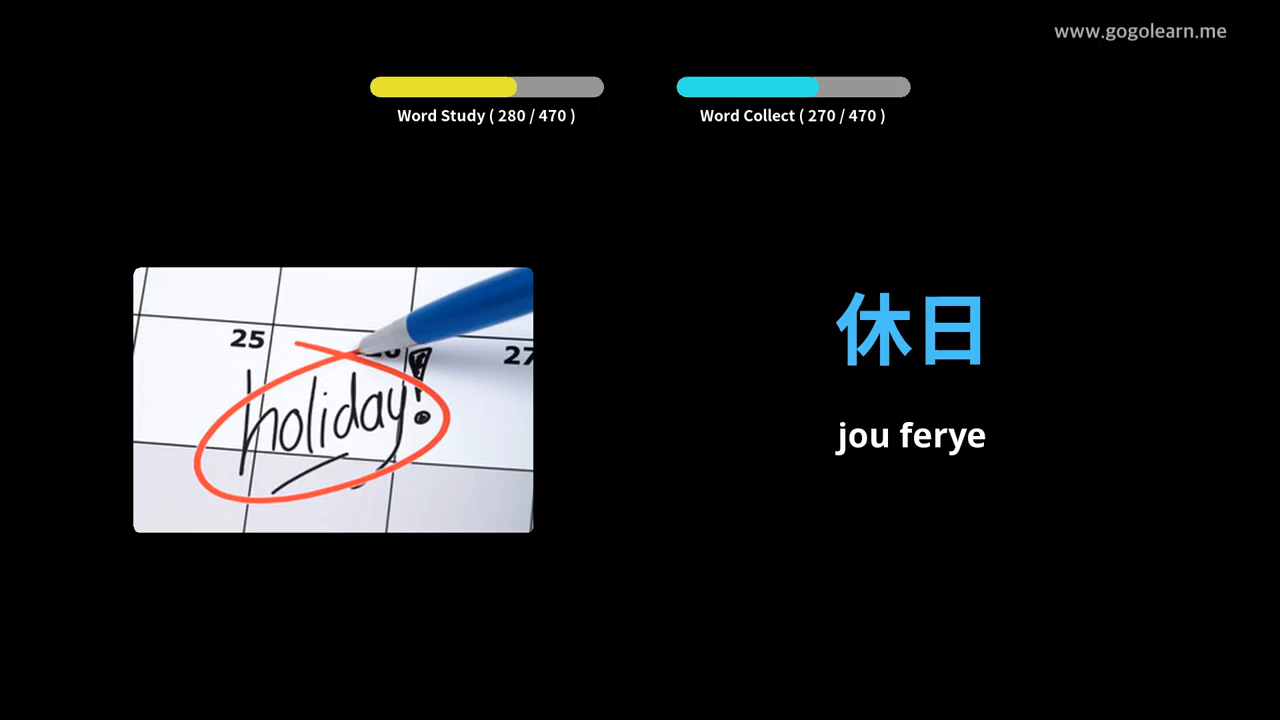 www.gogolearn.me
Word Study ( 280 / 470 )
Word Collect ( 270 / 470 )
25
27
holiday!
休日
jou ferye